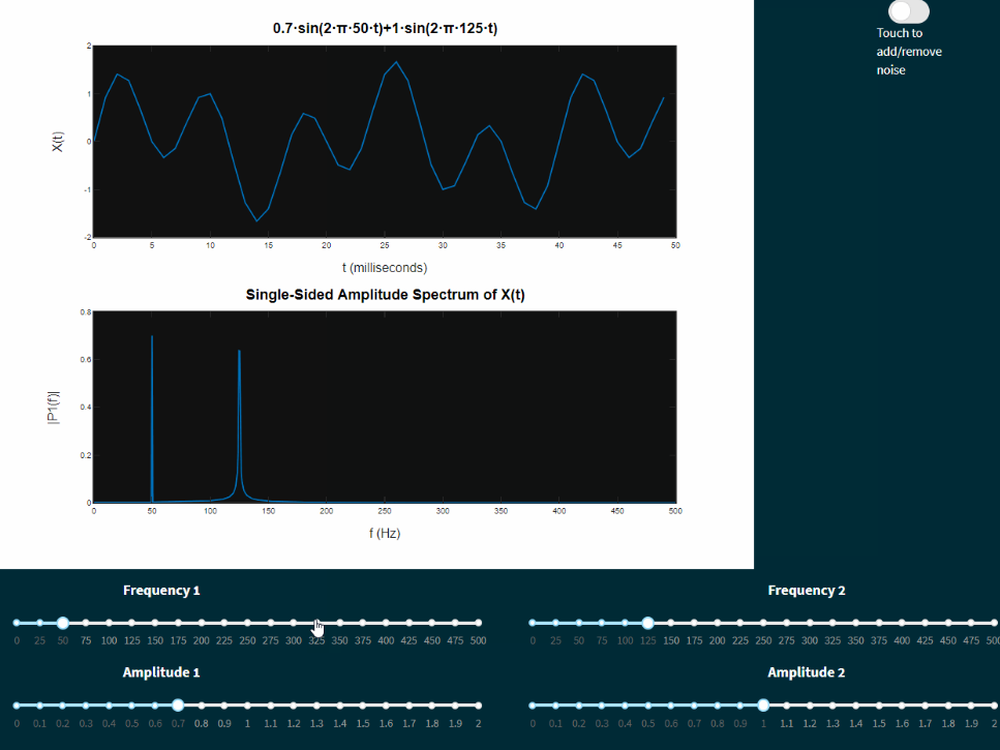 0.7·sin(2·π·50·t)+1·sin(2·π·125·t)
Touch to
add/remove
noise
2
1
0
-1
-2
X(t)
0 5 10 15 20 25 30 35 40 45 50
t (milliseconds)
Single-Sided Amplitude Spectrum of X(t)
0.8
0.6
0.4
0.2
0
|P1(f)|
0 50 100 150 200 250 300 350 400 450 500
f (Hz)
Frequency 1 Frequency 2
0 25 50 75 100 125 150 175 200 225 250 275 300 325 350 375 400 425 450 475 500
0 25 50 75 100 125 150 175 200 225 250 275 300 325 350 375 400 425 450 475 500
Amplitude 1 Amplitude 2
0 0.1 0.2 0.3 0.4 0.5 0.6 0.7 0.8 0.9 1 1.1 1.2 1.3 1.4 1.5 1.6 1.7 1.8 1.9 2
0 0.1 0.2 0.3 0.4 0.5 0.6 0.7 0.8 0.9 1 1.1 1.2 1.3 1.4 1.5 1.6 1.7 1.8 1.9 2